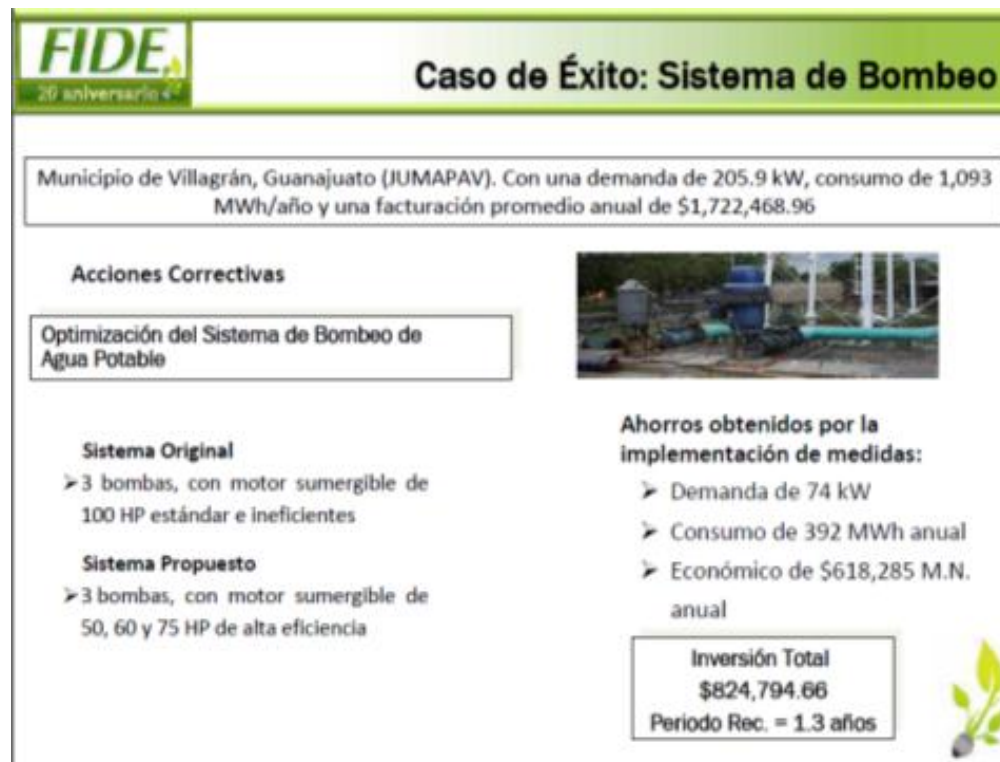 FIDE
20 aniversario
Caso de Éxito: Sistema de Bombeo
Municipio de Villagrán, Guanajuato (JUMAPAV). Con una demanda de 205.9 kW, consumo de 1,093
MWh/año y una facturación promedio anual de $1,722,468.96
Acciones Correctivas
Optimización del Sistema de Bombeo de
Agua Potable
Sistema Original
➢3 bombas, con motor sumergible de
100 HP estándar e ineficientes
Sistema Propuesto
➢3 bombas, con motor sumergible de
50, 60 y 75 HP de alta eficiencia
Ahorros obtenidos por la
implementación de medidas:
➢ Demanda de 74 kW
➢ Consumo de 392 MWh anual
➢ Económico de $618,285 M.N.
anual
Inversión Total
$824,794.66
Periodo Rec. = 1.3 años